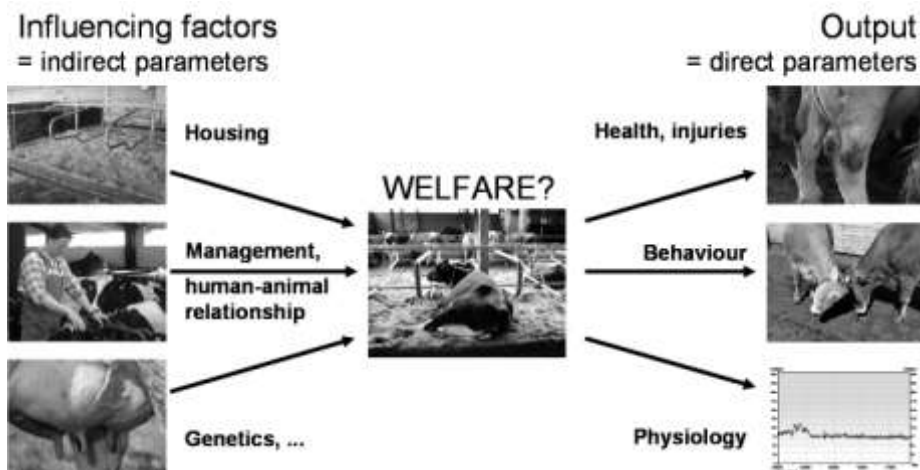 Influencing factors
= indirect parameters
Output
= direct parameters
Housing
Health, injuries
WELFARE?
Management,
human-animal
relationship
Behaviour
Genetics, ...
Physiology